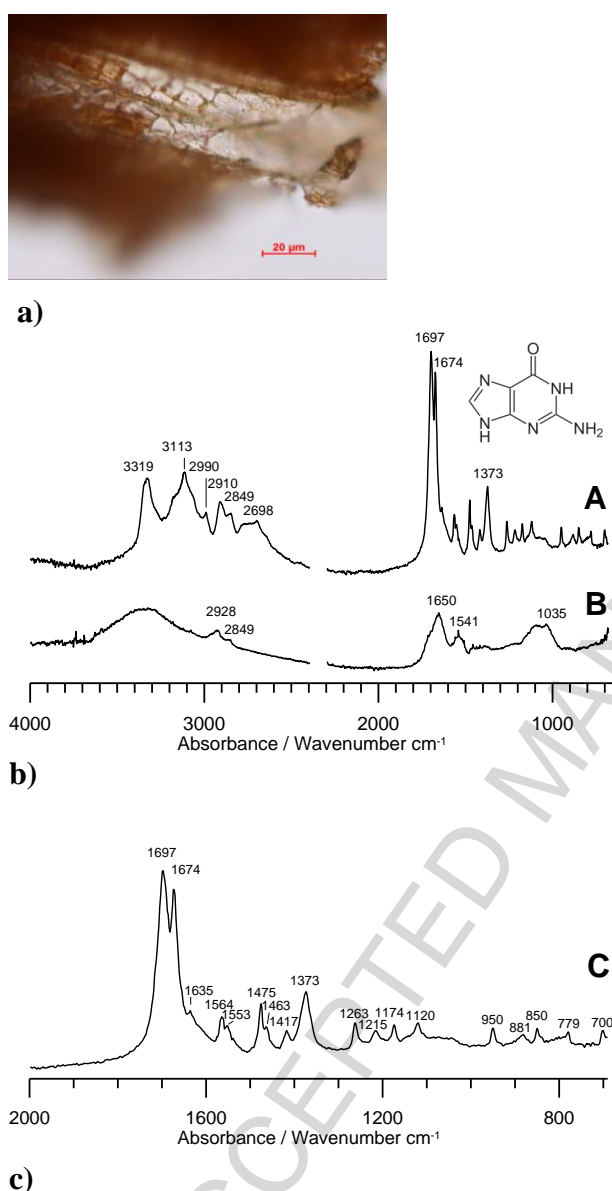 20 µm
a)
1697
1674
O
N
NH
N
H
N
NH2
3113
3319
2990
2910
2849
2698
1373
A
2928
2849
1650
1541
1035
B
4000 3000 2000 1000
Absorbance / Wavenumber cm-1
b)
1697
1674
1635
1564
1553
1475
1463
1417
1373
1263
1215
1174
1120
950
881
850
779
700
C
2000 1600 1200 800
Absorbance / Wavenumber cm-1
c)
CCEPTED MA